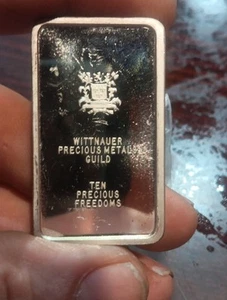 WITTNAUER
PRECIOUS METALS
GUILD
TEN
PRECIOUS
FREEDOMS